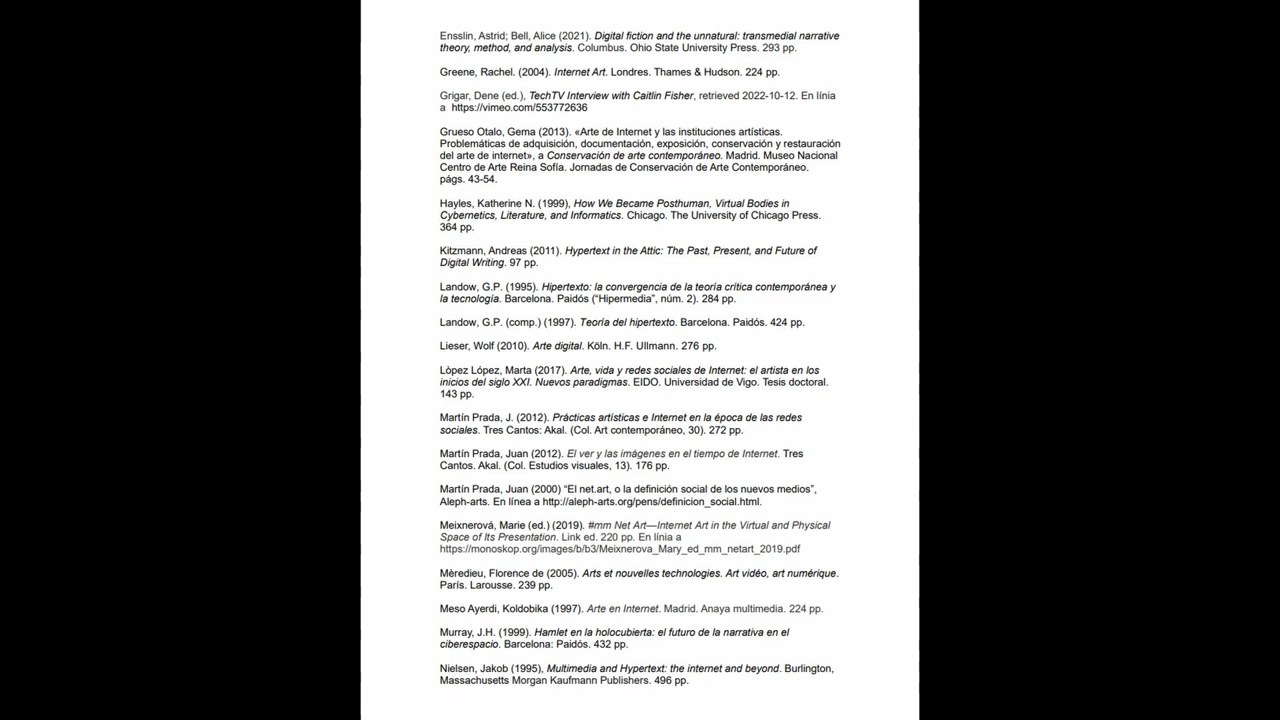 Ensslin, Astrid; Bell, Alice (2021). Digital fiction and the unnatural: transmedial narrative
theory, method, and analysis. Columbus. Ohio State University Press. 293 pp.
Greene, Rachel. (2004). Internet Art. Londres. Thames & Hudson. 224 pp.
Grigar, Dene (ed.), TechTV Interview with Caitlin Fisher, retrieved 2022-10-12. En línia
a https://vimeo.com/553772636
Grueso Otalo, Gema (2013). «Arte de Internet y las instituciones artísticas.
Problemáticas de adquisición, documentación, exposición, conservación y restauración
del arte de internet», a Conservación de arte contemporáneo. Madrid. Museo Nacional
Centro de Arte Reina Sofía. Jornadas de Conservación de Arte Contemporáneo.
págs. 43-54.
Hayles, Katherine N. (1999), How We Became Posthuman, Virtual Bodies in
Cybernetics, Literature, and Informatics. Chicago. The University of Chicago Press.
364 pp.
Kitzmann, Andreas (2011). Hypertext in the Attic: The Past, Present, and Future of
Digital Writing. 97 pp.
Landow, G.P. (1995). Hipertexto: la convergencia de la teoría crítica contemporánea y
la tecnología. Barcelona. Paidós (“Hipermedia”, núm. 2). 284 pp.
Landow, G.P. (comp.) (1997). Teoría del hipertexto. Barcelona. Paidós. 424 pp.
Lieser, Wolf (2010). Arte digital. Köln. H.F. Ullmann. 276 pp.
Lòpez López, Marta (2017). Arte, vida y redes sociales de Internet: el artista en los
inicios del siglo XXI. Nuevos paradigmas. EIDO. Universidad de Vigo. Tesis doctoral.
143 pp.
Martín Prada, J. (2012). Prácticas artísticas e Internet en la época de las redes
sociales. Tres Cantos: Akal. (Col. Art contemporáneo, 30). 272 pp.
Martín Prada, Juan (2012). El ver y las imágenes en el tiempo de Internet. Tres
Cantos. Akal. (Col. Estudios visuales, 13). 176 pp.
Martín Prada, Juan (2000) “El net.art, o la definición social de los nuevos medios”,
Aleph-arts. En línea a http://aleph-arts.org/pens/definicion_social.html.
Meixnerová, Marie (ed.) (2019). #mm Net Art—Internet Art in the Virtual and Physical
Space of Its Presentation. Link ed. 220 pp. En línia a
https://monoskop.org/images/b/b3/Meixnerova_Mary_ed_mm_netart_2019.pdf
Mèredieu, Florence de (2005). Arts et nouvelles technologies. Art vidéo, art numérique.
París. Larousse. 239 pp.
Meso Ayerdi, Koldobika (1997). Arte en Internet. Madrid. Anaya multimedia. 224 pp.
Murray, J.H. (1999). Hamlet en la holocubierta: el futuro de la narrativa en el
ciberespacio. Barcelona: Paidós. 432 pp.
Nielsen, Jakob (1995), Multimedia and Hypertext: the internet and beyond. Burlington,
Massachusetts Morgan Kaufmann Publishers. 496 pp.